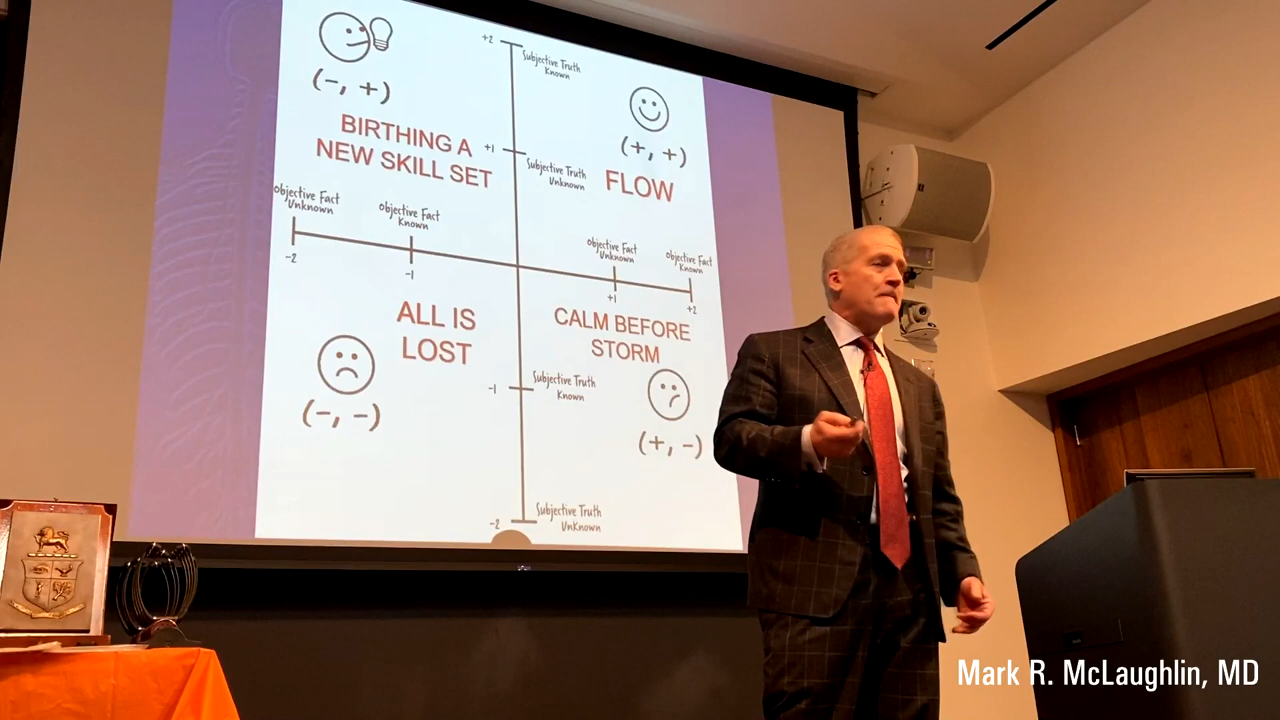 +2
Subjective Truth
Known
(-, +)
BIRTHING A
NEW SKILL SET
+1
Subjective Truth
Unknown
(+, +)
FLOW
Objective Fact
Unknown
-2
Objective Fact
Known
-1
Objective Fact
Unknown
+1
Objective Fact
Known
+2
ALL IS
LOST
(-, -)
CALM BEFORE
STORM
(+, -)
-1
Subjective Truth
Known
-2
Subjective Truth
UnKnown
Mark R. McLaughlin, MD